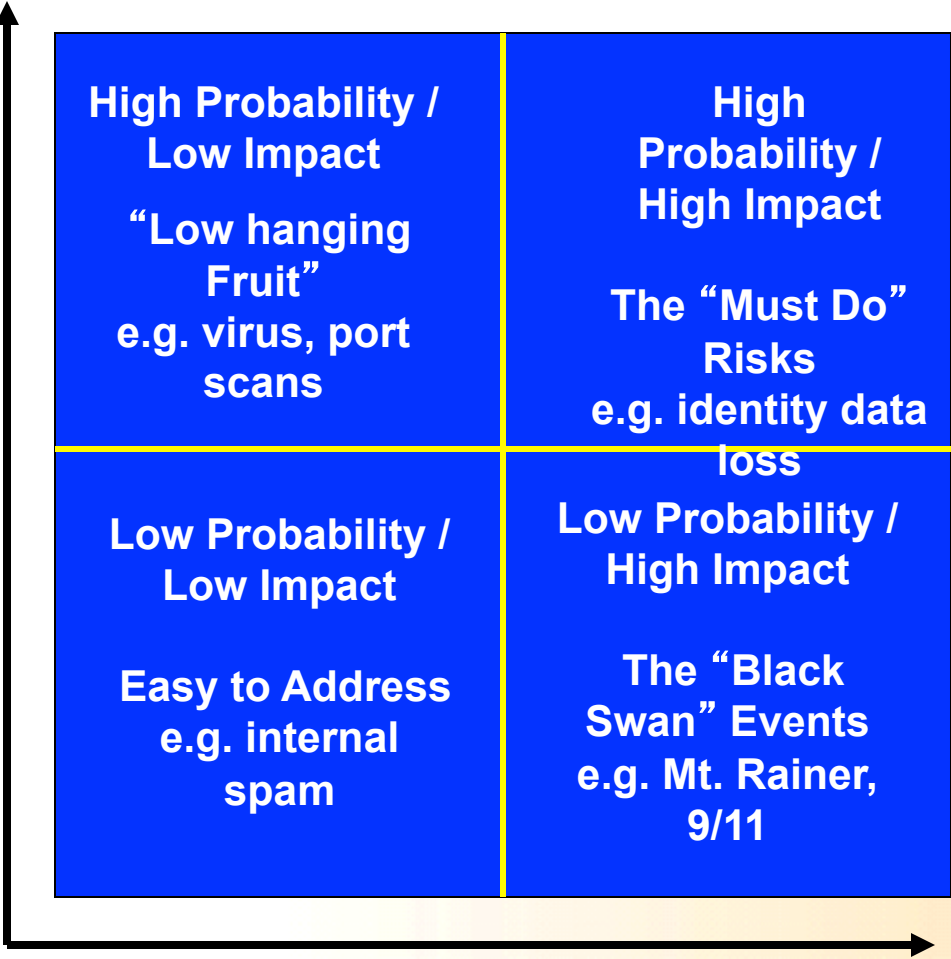 High Probability /
Low Impact
“Low hanging
Fruit”
e.g. virus, port
scans
High
Probability /
High Impact
The “Must Do”
Risks
e.g. identity data
loss
Low Probability /
Low Impact
Easy to Address
e.g. internal
spam
Low Probability /
High Impact
The “Black
Swan” Events
e.g. Mt. Rainer,
9/11